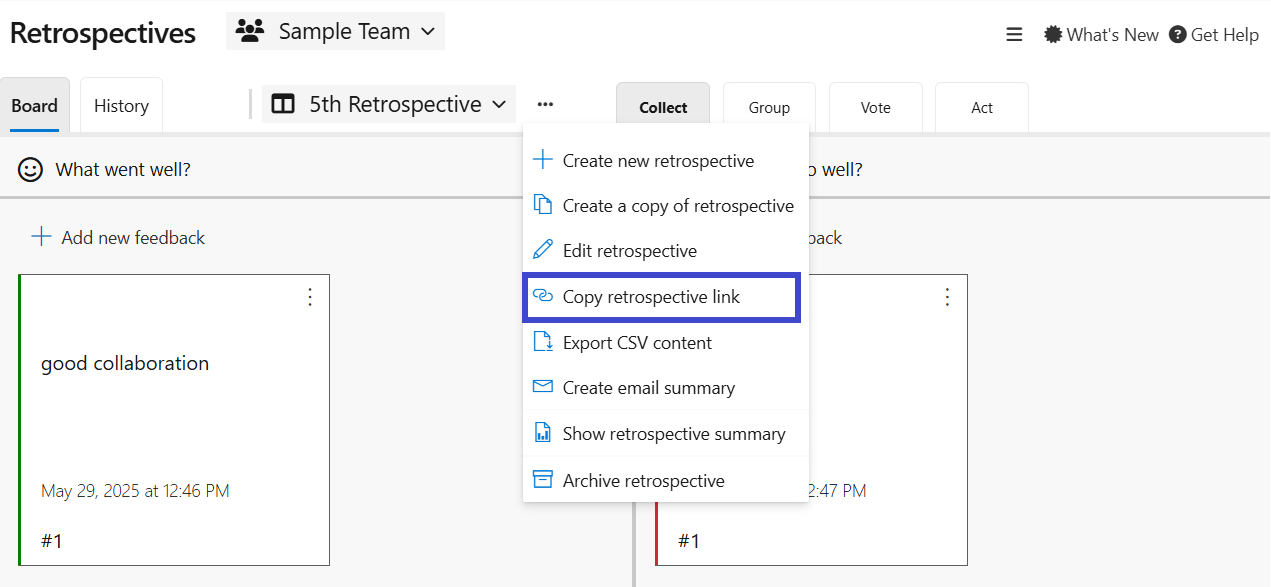 Retrospectives
Sample Team
What's New
Get Help
Board
History
5th Retrospective
Collect
Group
Vote
Act
Create new retrospective
Create a copy of retrospective
Edit retrospective
Copy retrospective link
Export CSV content
Create email summary
Show retrospective summary
Archive retrospective
What went well?
well?
Add new feedback
good collaboration
May 29, 2025 at 12:46 PM
2:47 PM
#1
#1